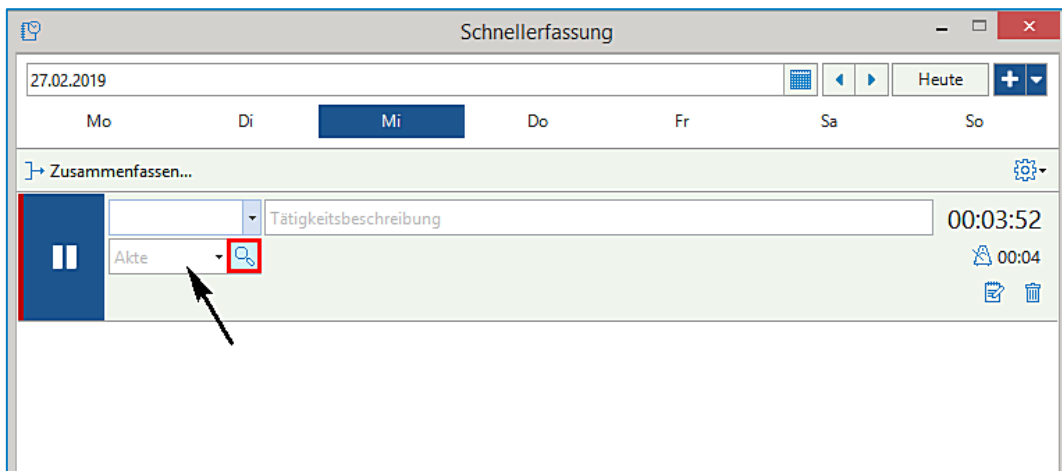 Schnellerfassung
27.02.2019 Heute
Mo Di Mi Do Fr Sa So
Zusammenfassen...
Tätigkeitsbeschreibung 00:03:52
Akte 00:04